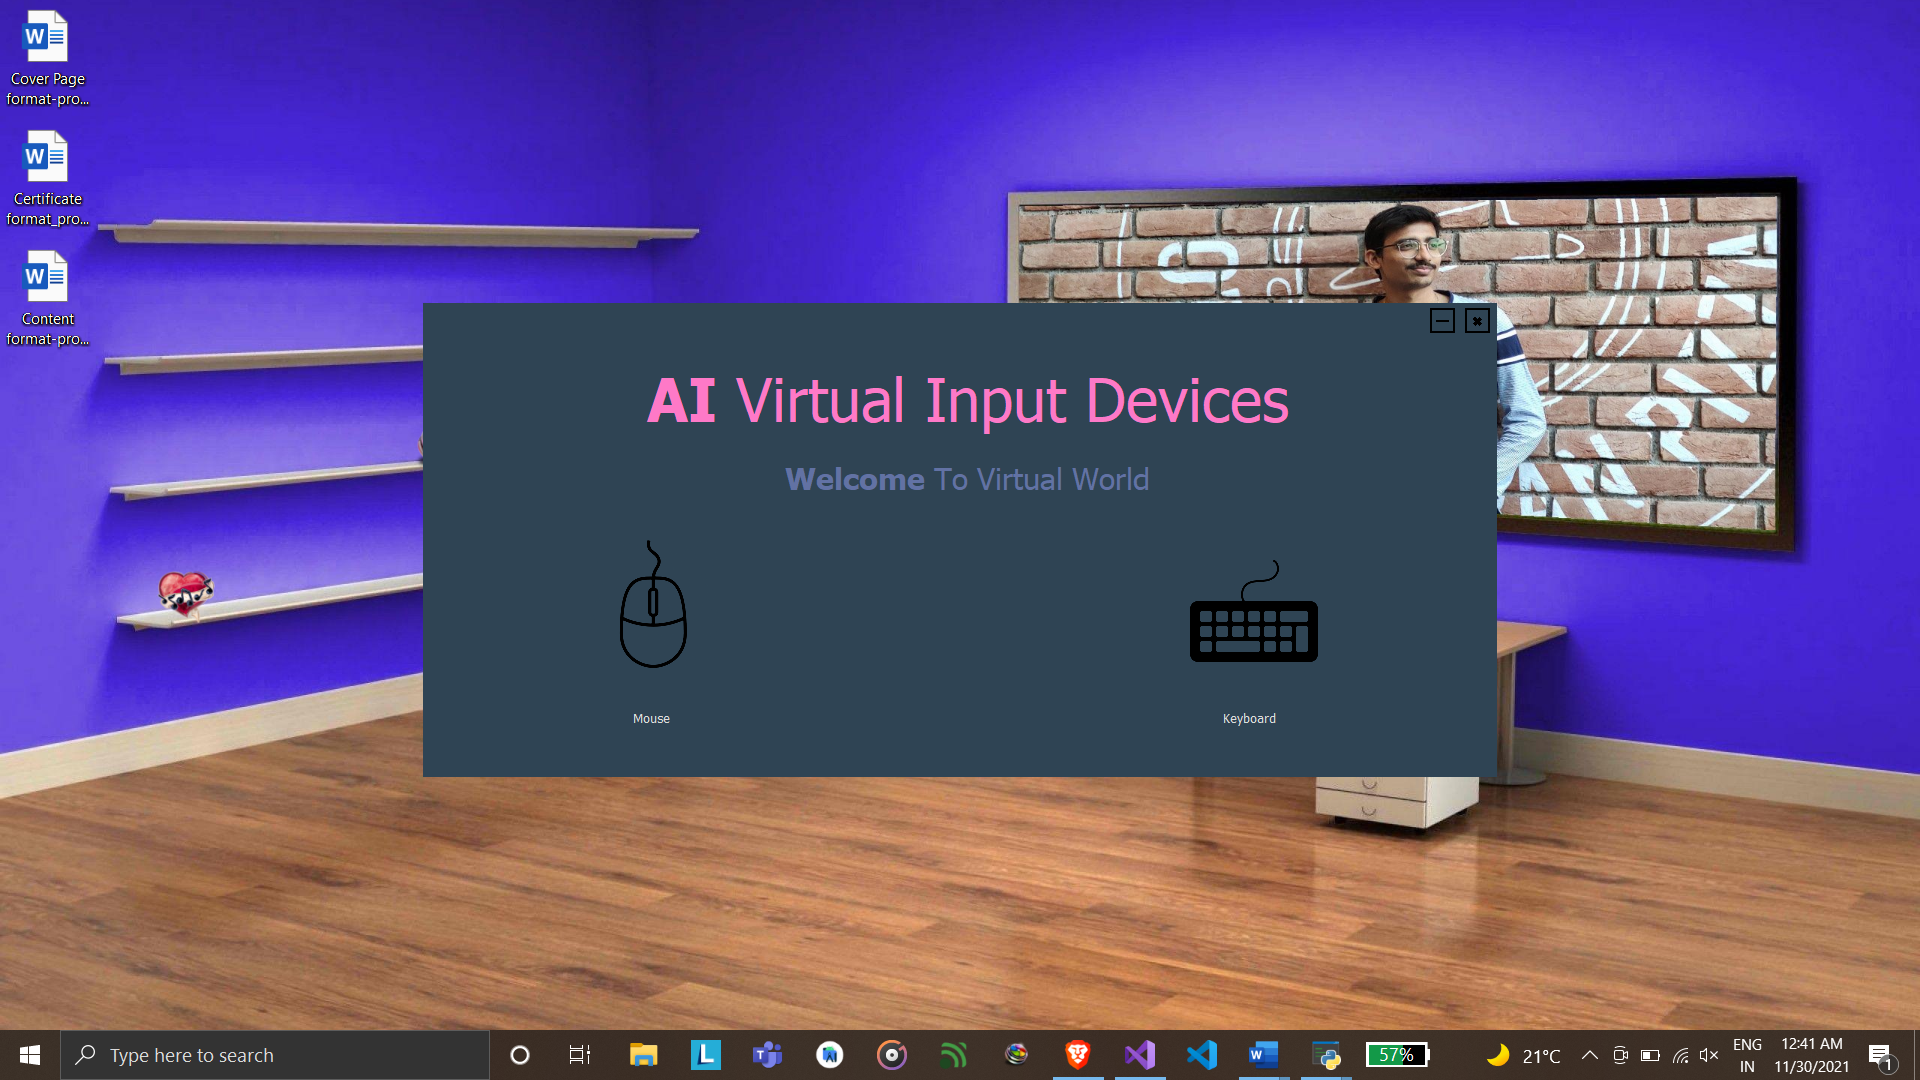 Cover Page
format-pro...
Certificate
format_pro...
Content
format-pro...
AI Virtual Input Devices
Welcome To Virtual World
Mouse
Keyboard
Type here to search
57%
21°C
ENG
IN
12:41 AM
11/30/2021
1